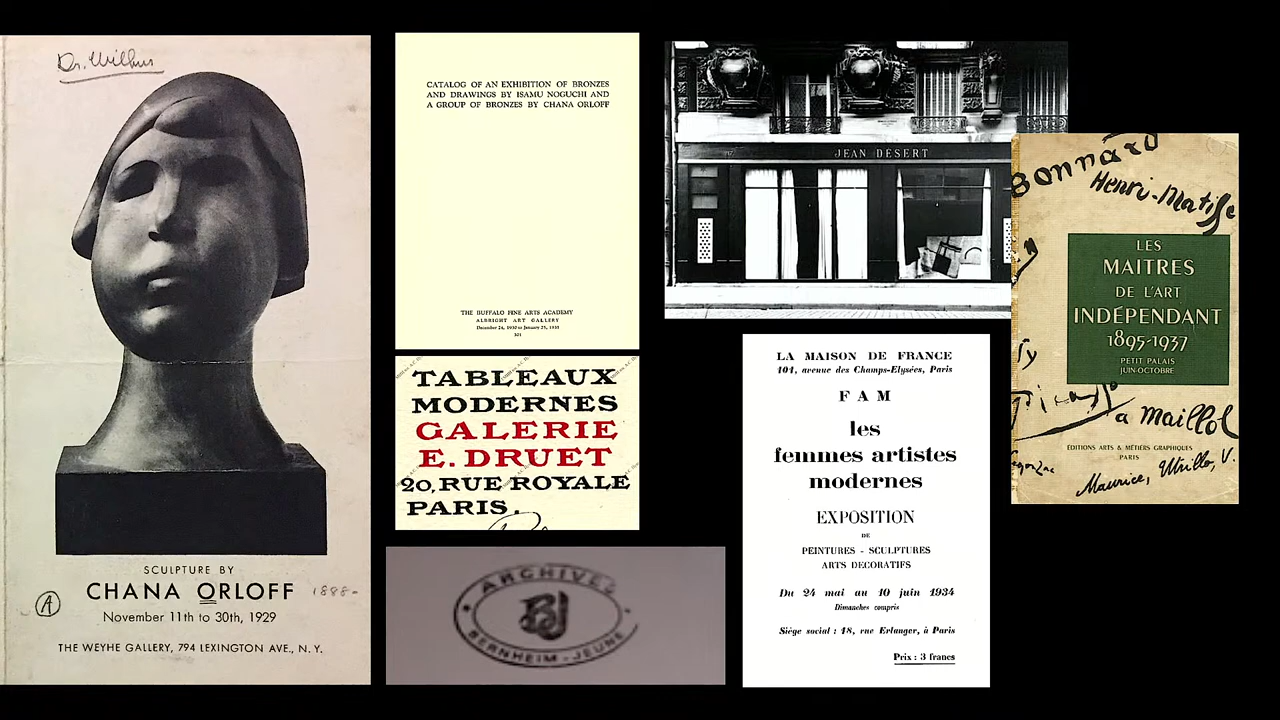 Dr. Wilhus
SCULPTURE BY
CHANA ORLOFF
1888-
A
November 11th to 30th, 1929
THE WEYHE GALLERY, 794 LEXINGTON AVE., N. Y.
CATALOG OF AN EXHIBITION OF BRONZES
AND DRAWINGS BY ISAMU NOGUCHI AND
A GROUP OF BRONZES BY CHANA ORLOFF
THE BUFFALO FINE ARTS ACADEMY
ALBRIGHT ART GALLERY
TABLEAUX
MODERNES
GALERIE
E. DRUET
20, RUE ROYALE
PARIS.
ARCHIVES
BJ
BERNHEIM-JEUNE
JEAN DÉSERT
LA MAISON DE FRANCE
101, avenue des Champs-Elysées, Paris
FAM
les
femmes artistes
modernes
EXPOSITION
DE
PEINTURES - SCULPTURES
ARTS DECORATIFS
Du 24 mai au 10 juin 1934
Dimanches compris
Siège social : 18, rue Erlanger, à Paris
Prix : 3 francs
Bonnard
Henri-Matisse
LES
MAITRES
DE L'ART
INDÉPENDANT
1895-1937
PETIT PALAIS
JUIN-OCTOBRE
Picasso
a Maillol
ÉDITIONS ARTS & MÉTIERS GRAPHIQUES
PARIS
Maurice, Utrillo, V.